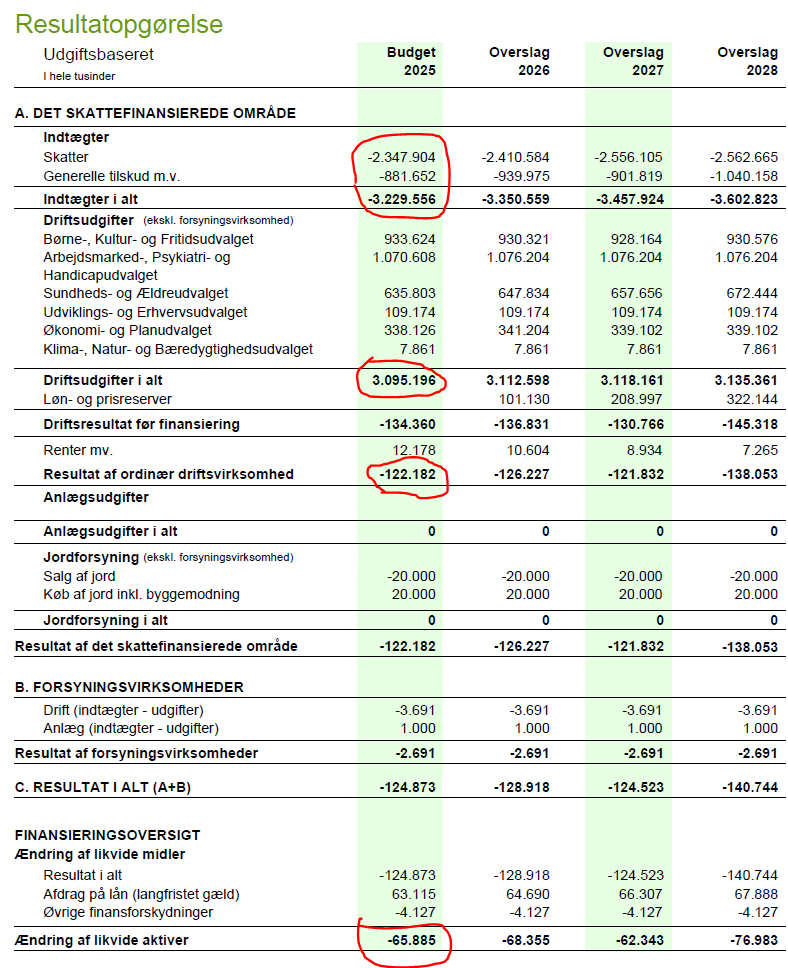 Resultatopgørelse
Udgiftsbaseret Budget Overslag Overslag Overslag
I hele tusinder 2025 2026 2027 2028
A. DET SKATTEFINANSIEREDE OMRÅDE
Indtægter
Skatter -2.347.904 -2.410.584 -2.556.105 -2.562.665
Generelle tilskud m.v. -881.652 -939.975 -901.819 -1.040.158
Indtægter i alt -3.229.556 -3.350.559 -3.457.924 -3.602.823
Driftsudgifter (ekskl. forsyningsvirksomhed)
Børne-, Kultur- og Fritidsudvalget 933.624 930.321 928.164 930.576
Arbejdsmarked-, Psykiatri- og 1.070.608 1.076.204 1.076.204 1.076.204
Handicapudvalget
Sundheds- og Ældreudvalget 635.803 647.834 657.656 672.444
Udviklings- og Erhvervsudvalget 109.174 109.174 109.174 109.174
Økonomi- og Planudvalget 338.126 341.204 339.102 339.102
Klima-, Natur- og Bæredygtighedsudvalget 7.861 7.861 7.861 7.861
Driftsudgifter i alt 3.095.196 3.112.598 3.118.161 3.135.361
Løn- og prisreserver 101.130 208.997 322.144
Driftsresultat før finansiering -134.360 -136.831 -130.766 -145.318
Renter mv. 12.178 10.604 8.934 7.265
Resultat af ordinær driftsvirksomhed -122.182 -126.227 -121.832 -138.053
Anlægsudgifter
Anlægsudgifter i alt 0 0 0 0
Jordforsyning (ekskl. forsyningsvirksomhed)
Salg af jord -20.000 -20.000 -20.000 -20.000
Køb af jord inkl. byggemodning 20.000 20.000 20.000 20.000
Jordforsyning i alt 0 0 0 0
Resultat af det skattefinansierede område -122.182 -126.227 -121.832 -138.053
B. FORSYNINGSVIRKSOMHEDER
Drift (indtægter - udgifter) -3.691 -3.691 -3.691 -3.691
Anlæg (indtægter - udgifter) 1.000 1.000 1.000 1.000
Resultat af forsyningsvirksomheder -2.691 -2.691 -2.691 -2.691
C. RESULTAT I ALT (A+B) -124.873 -128.918 -124.523 -140.744
FINANSIERINGSOVERSIGT
Ændring af likvide midler
Resultat i alt -124.873 -128.918 -124.523 -140.744
Afdrag på lån (langfristet gæld) 63.115 64.690 66.307 67.888
Øvrige finansforskydninger -4.127 -4.127 -4.127 -4.127
Ændring af likvide aktiver -65.885 -68.355 -62.343 -76.983